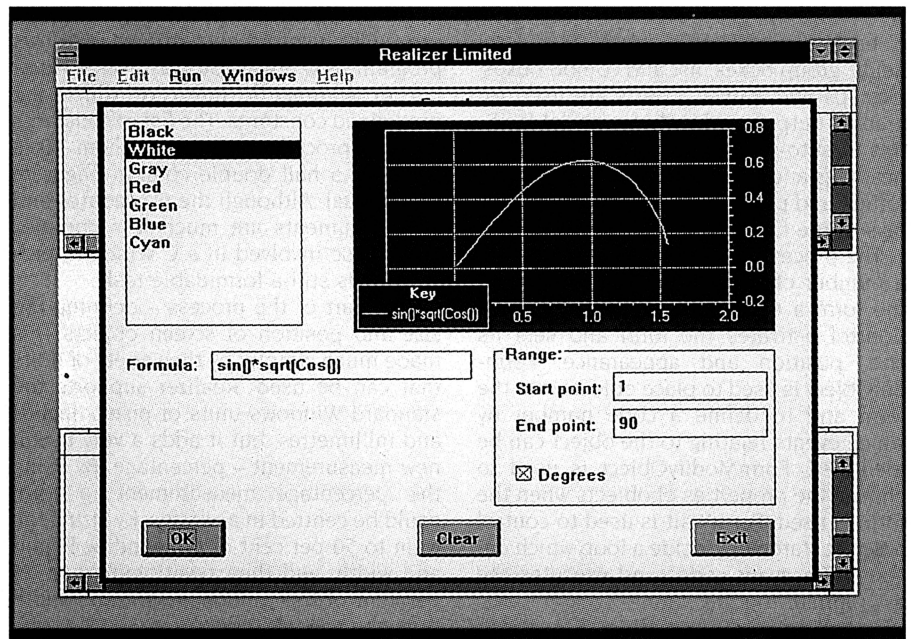 Realizer Limited
File Edit Run Windows Help
Black
White
Gray
Red
Green
Blue
Cyan
0.8
0.6
0.4
0.2
0.0
-0.2
0.5 1.0 1.5 2.0
Key
sin()*sqrt(Cos())
Formula: sin()*sqrt(Cos())
Range:
Start point: 1
End point: 90
Degrees
OK
Clear
Exit